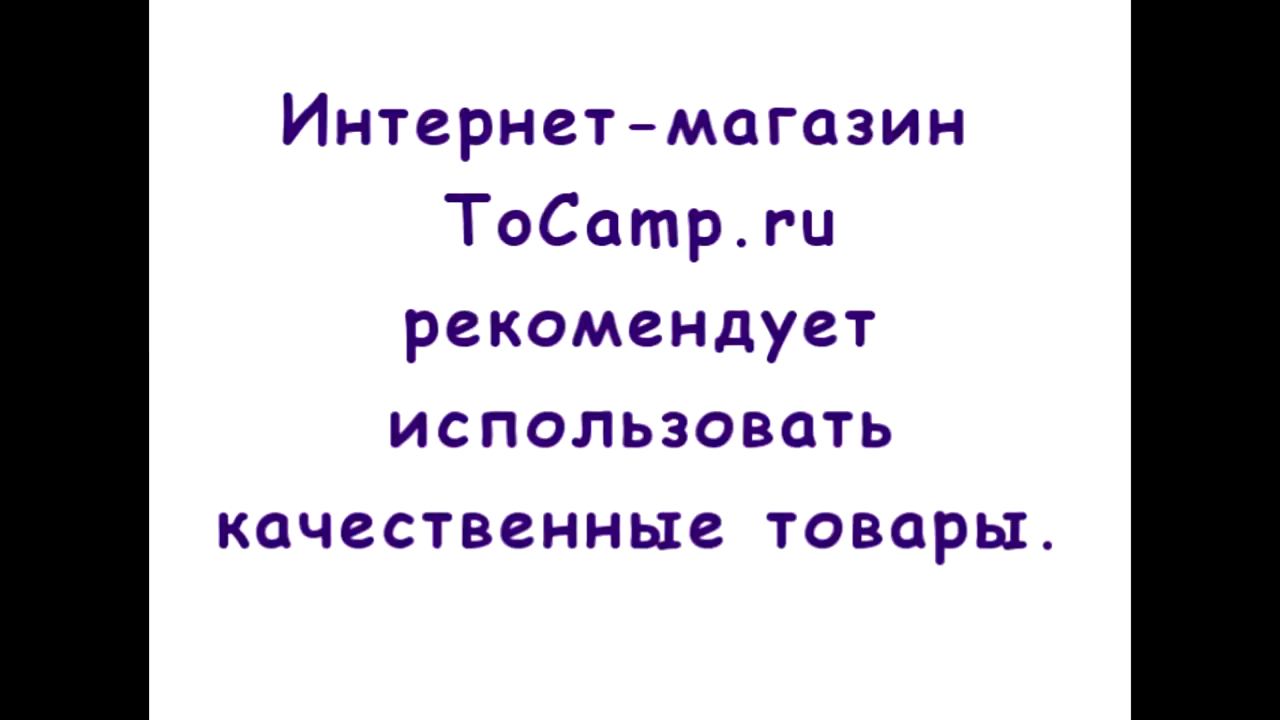 Интернет-магазин
ToCamp.ru
рекомендует
использовать
качественные товары.